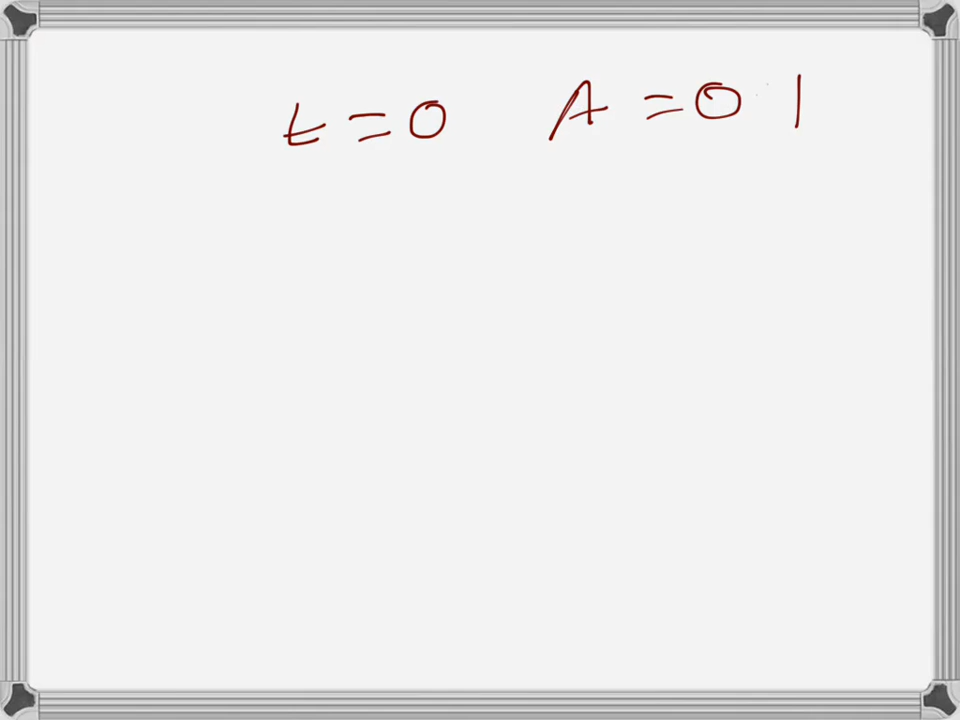 t = 0 A = 0 1